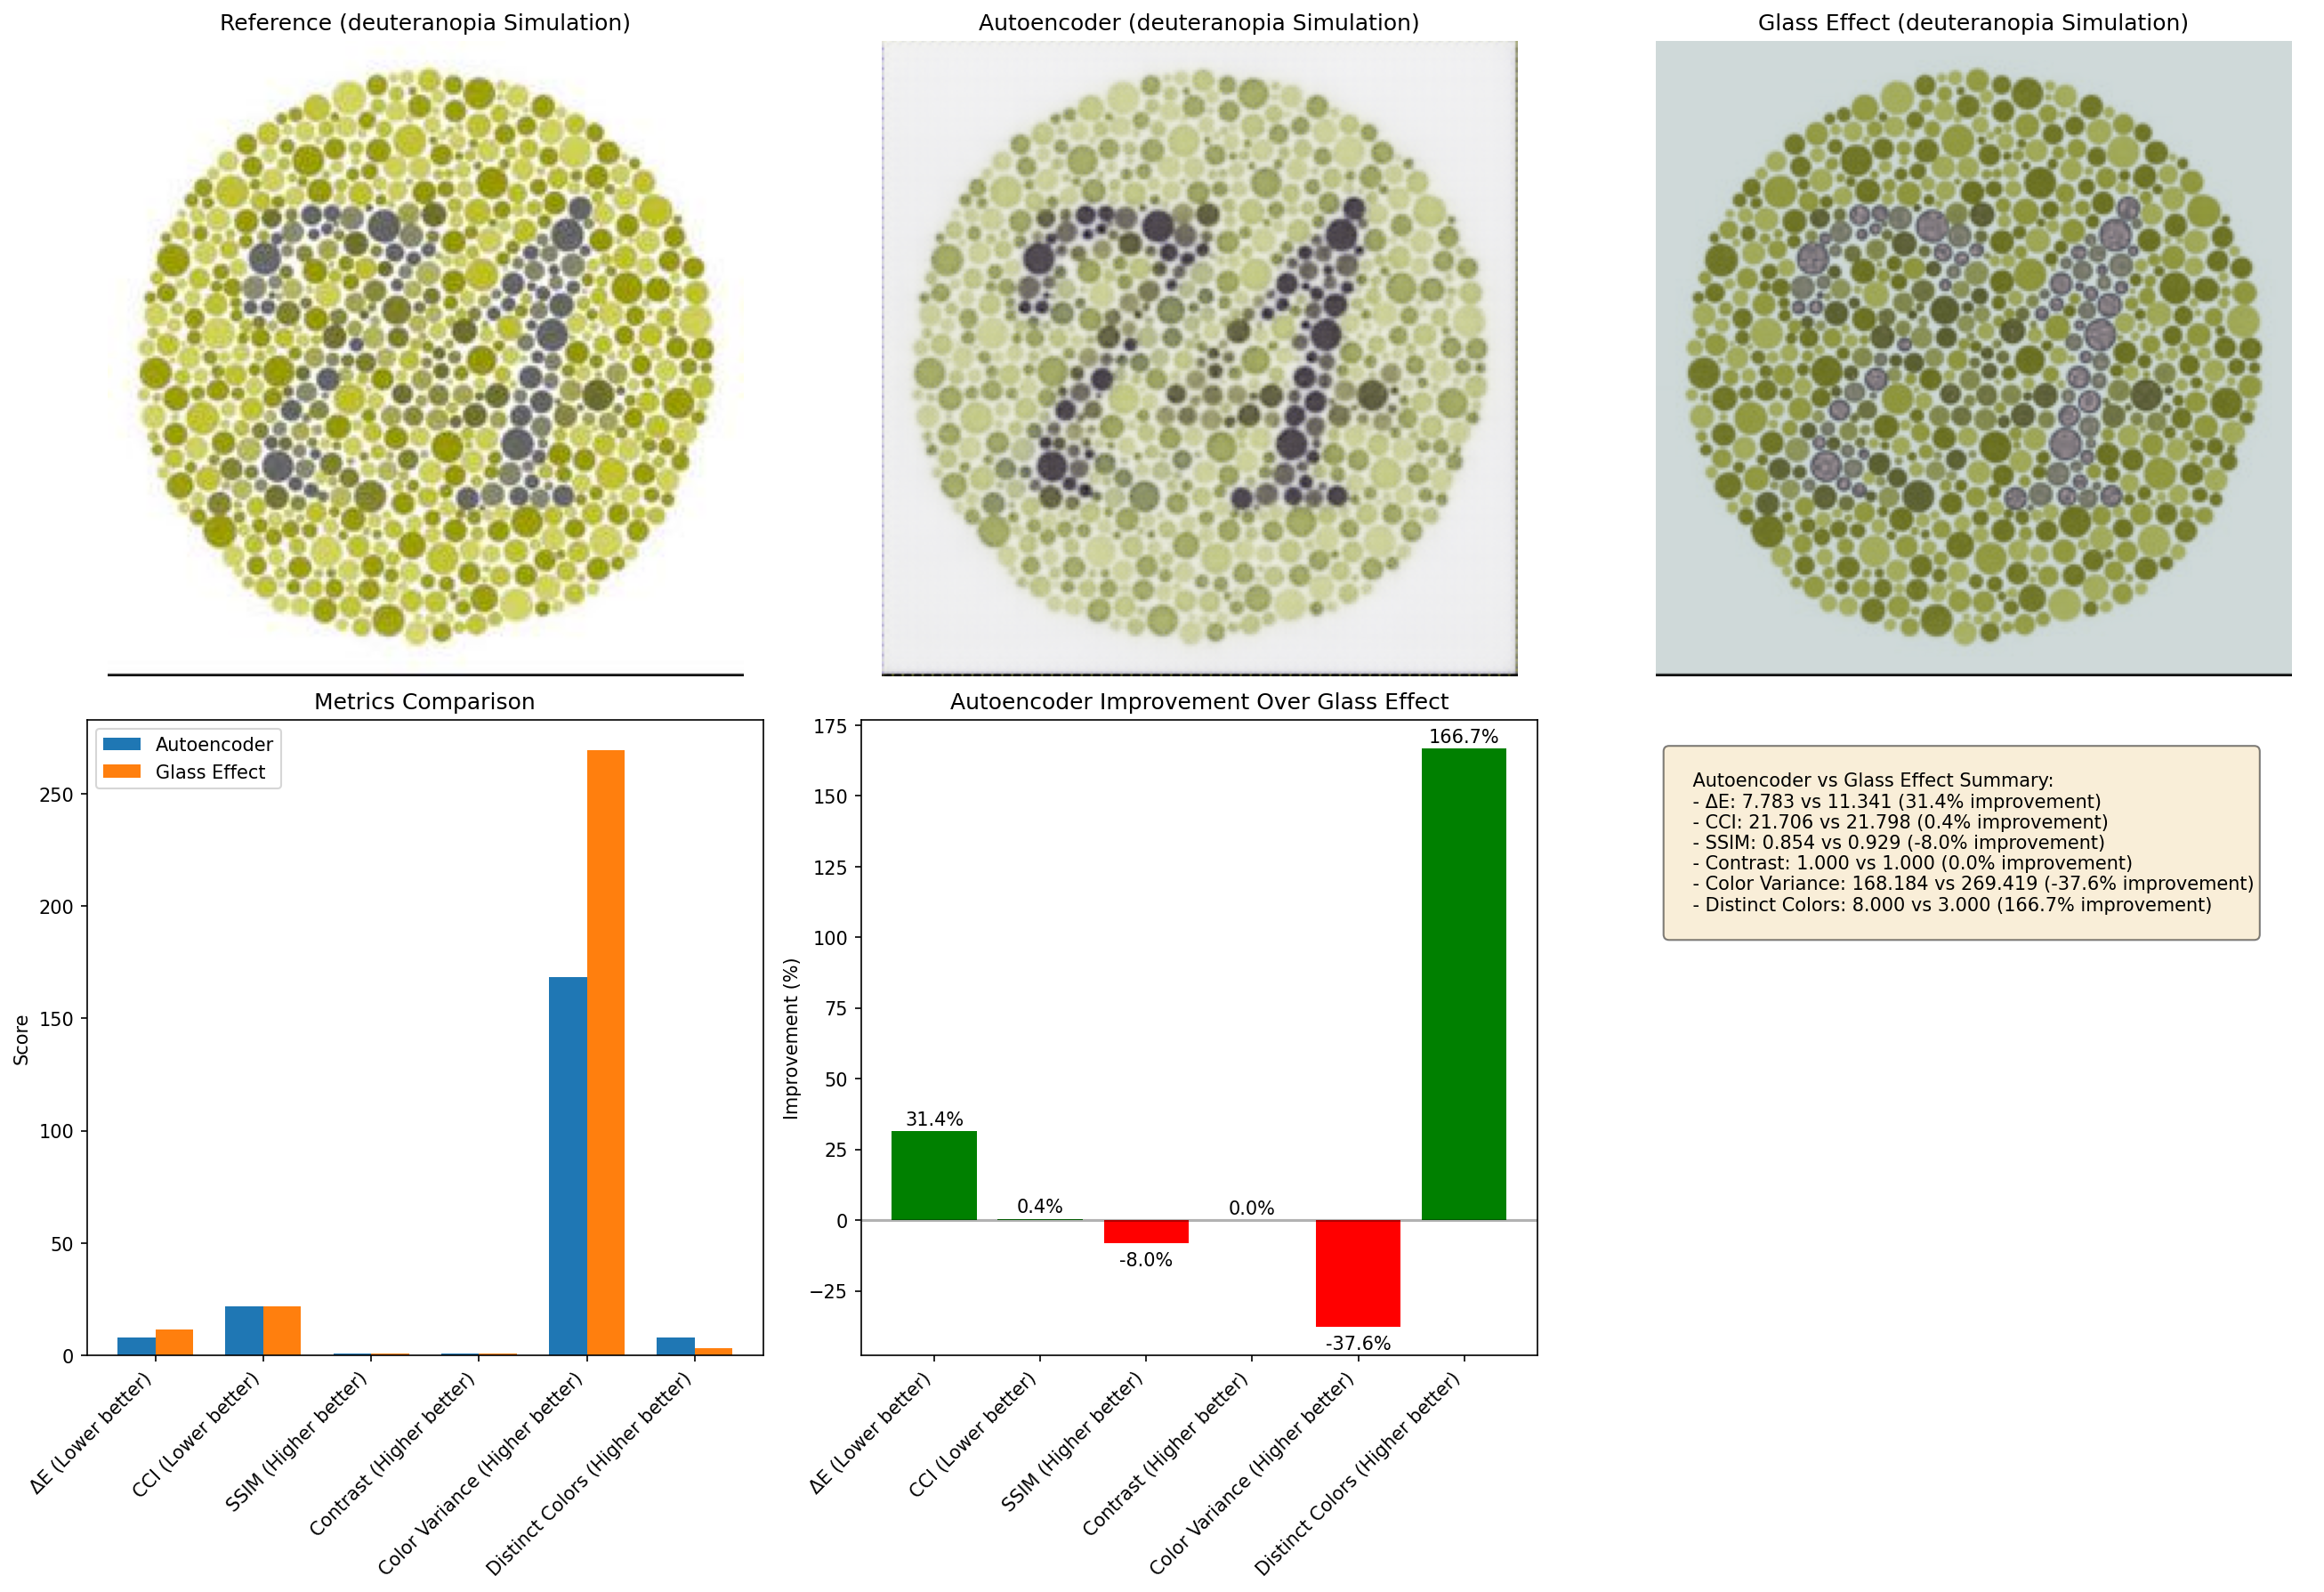 Reference (deuteranopia Simulation)
Autoencoder (deuteranopia Simulation)
Glass Effect (deuteranopia Simulation)
Metrics Comparison
Autoencoder
Glass Effect
250
200
150
100
50
0
Score
ΔE (Lower better)
CCI (Lower better)
SSIM (Higher better)
Contrast (Higher better)
Color Variance (Higher better)
Distinct Colors (Higher better)
Autoencoder Improvement Over Glass Effect
175
150
125
100
75
50
25
0
−25
Improvement (%)
31.4%
0.4%
-8.0%
0.0%
-37.6%
166.7%
ΔE (Lower better)
CCI (Lower better)
SSIM (Higher better)
Contrast (Higher better)
Color Variance (Higher better)
Distinct Colors (Higher better)
Autoencoder vs Glass Effect Summary:
- ΔE: 7.783 vs 11.341 (31.4% improvement)
- CCI: 21.706 vs 21.798 (0.4% improvement)
- SSIM: 0.854 vs 0.929 (-8.0% improvement)
- Contrast: 1.000 vs 1.000 (0.0% improvement)
- Color Variance: 168.184 vs 269.419 (-37.6% improvement)
- Distinct Colors: 8.000 vs 3.000 (166.7% improvement)